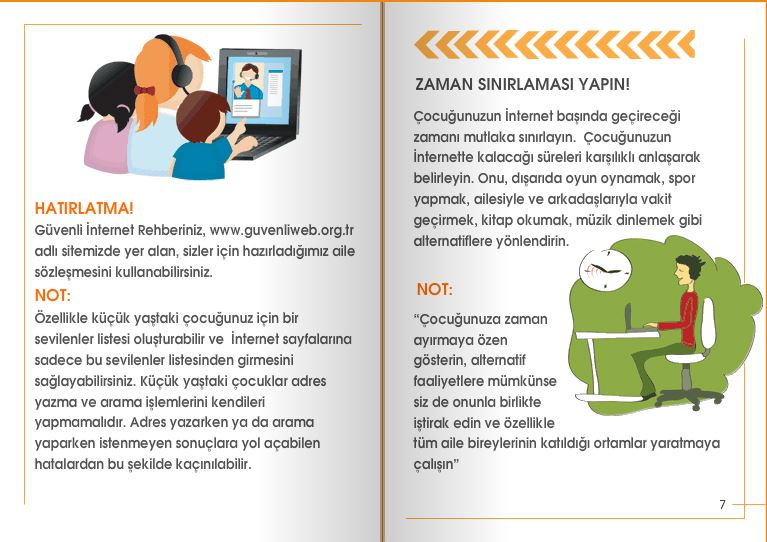 HATIRLATMA!
Güvenli İnternet Rehberiniz, www.guvenliweb.org.tr
adlı sitemizde yer alan, sizler için hazırladığımız aile
sözleşmesini kullanabilirsiniz.
NOT:
Özellikle küçük yaştaki çocuğunuz için bir
sevilenler listesi oluşturabilir ve  İnternet sayfalarına
sadece bu sevilenler listesinden girmesini
sağlayabilirsiniz. Küçük yaştaki çocuklar adres
yazma ve arama işlemlerini kendileri
yapmamalıdır. Adres yazarken ya da arama
yaparken istenmeyen sonuçlara yol açabilen
hatalardan bu şekilde kaçınılabilir.
ZAMAN SINIRLAMASI YAPIN!
Çocuğunuzun İnternet başında geçireceği
zamanı mutlaka sınırlayın.  Çocuğunuzun
İnternette kalacağı süreleri karşılıklı anlaşarak
belirleyin. Onu, dışarıda oyun oynamak, spor
yapmak, ailesiyle ve arkadaşlarıyla vakit
geçirmek, kitap okumak, müzik dinlemek gibi
alternatiflere yönlendirin.
NOT:
“Çocuğunuza zaman
ayırmaya özen
gösterin, alternatif
faaliyetlere mümkünse
siz de onunla birlikte
iştirak edin ve özellikle
tüm aile bireylerinin katıldığı ortamlar yaratmaya
çalışın”
7